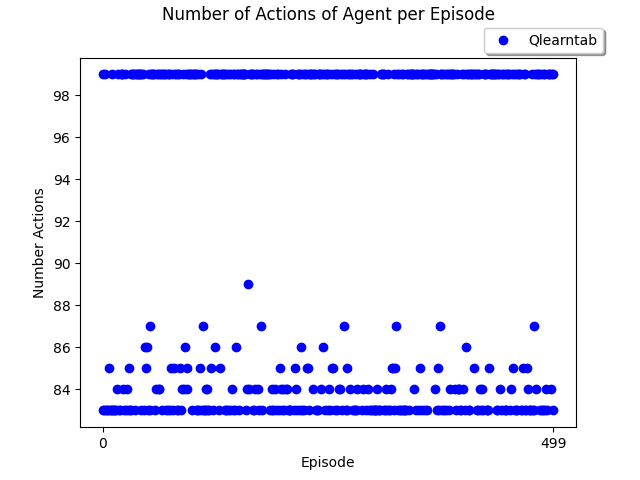 Number of Actions of Agent per Episode
Qlearntab
98
96
94
92
90
88
86
84
Number Actions
0
499
Episode